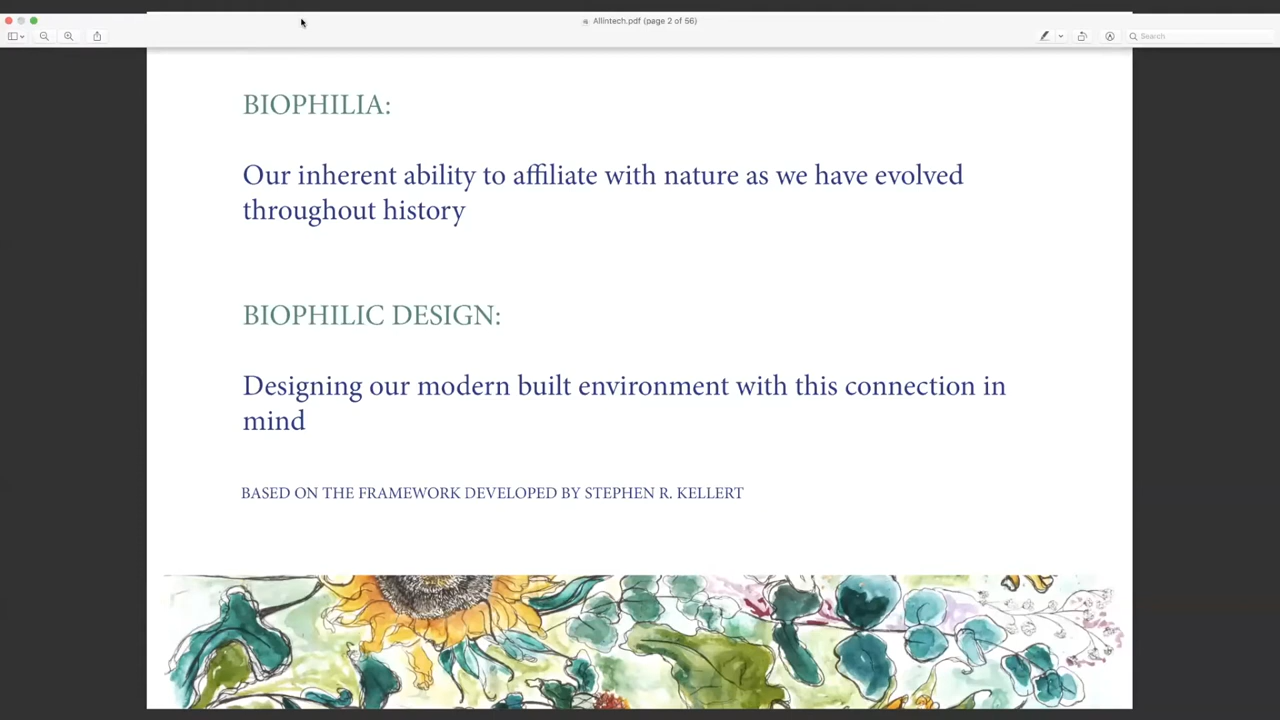 Allintech.pdf (page 2 of 56)
Search
BIOPHILIA:
Our inherent ability to affiliate with nature as we have evolved
throughout history
BIOPHILIC DESIGN:
Designing our modern built environment with this connection in
mind
BASED ON THE FRAMEWORK DEVELOPED BY STEPHEN R. KELLERT